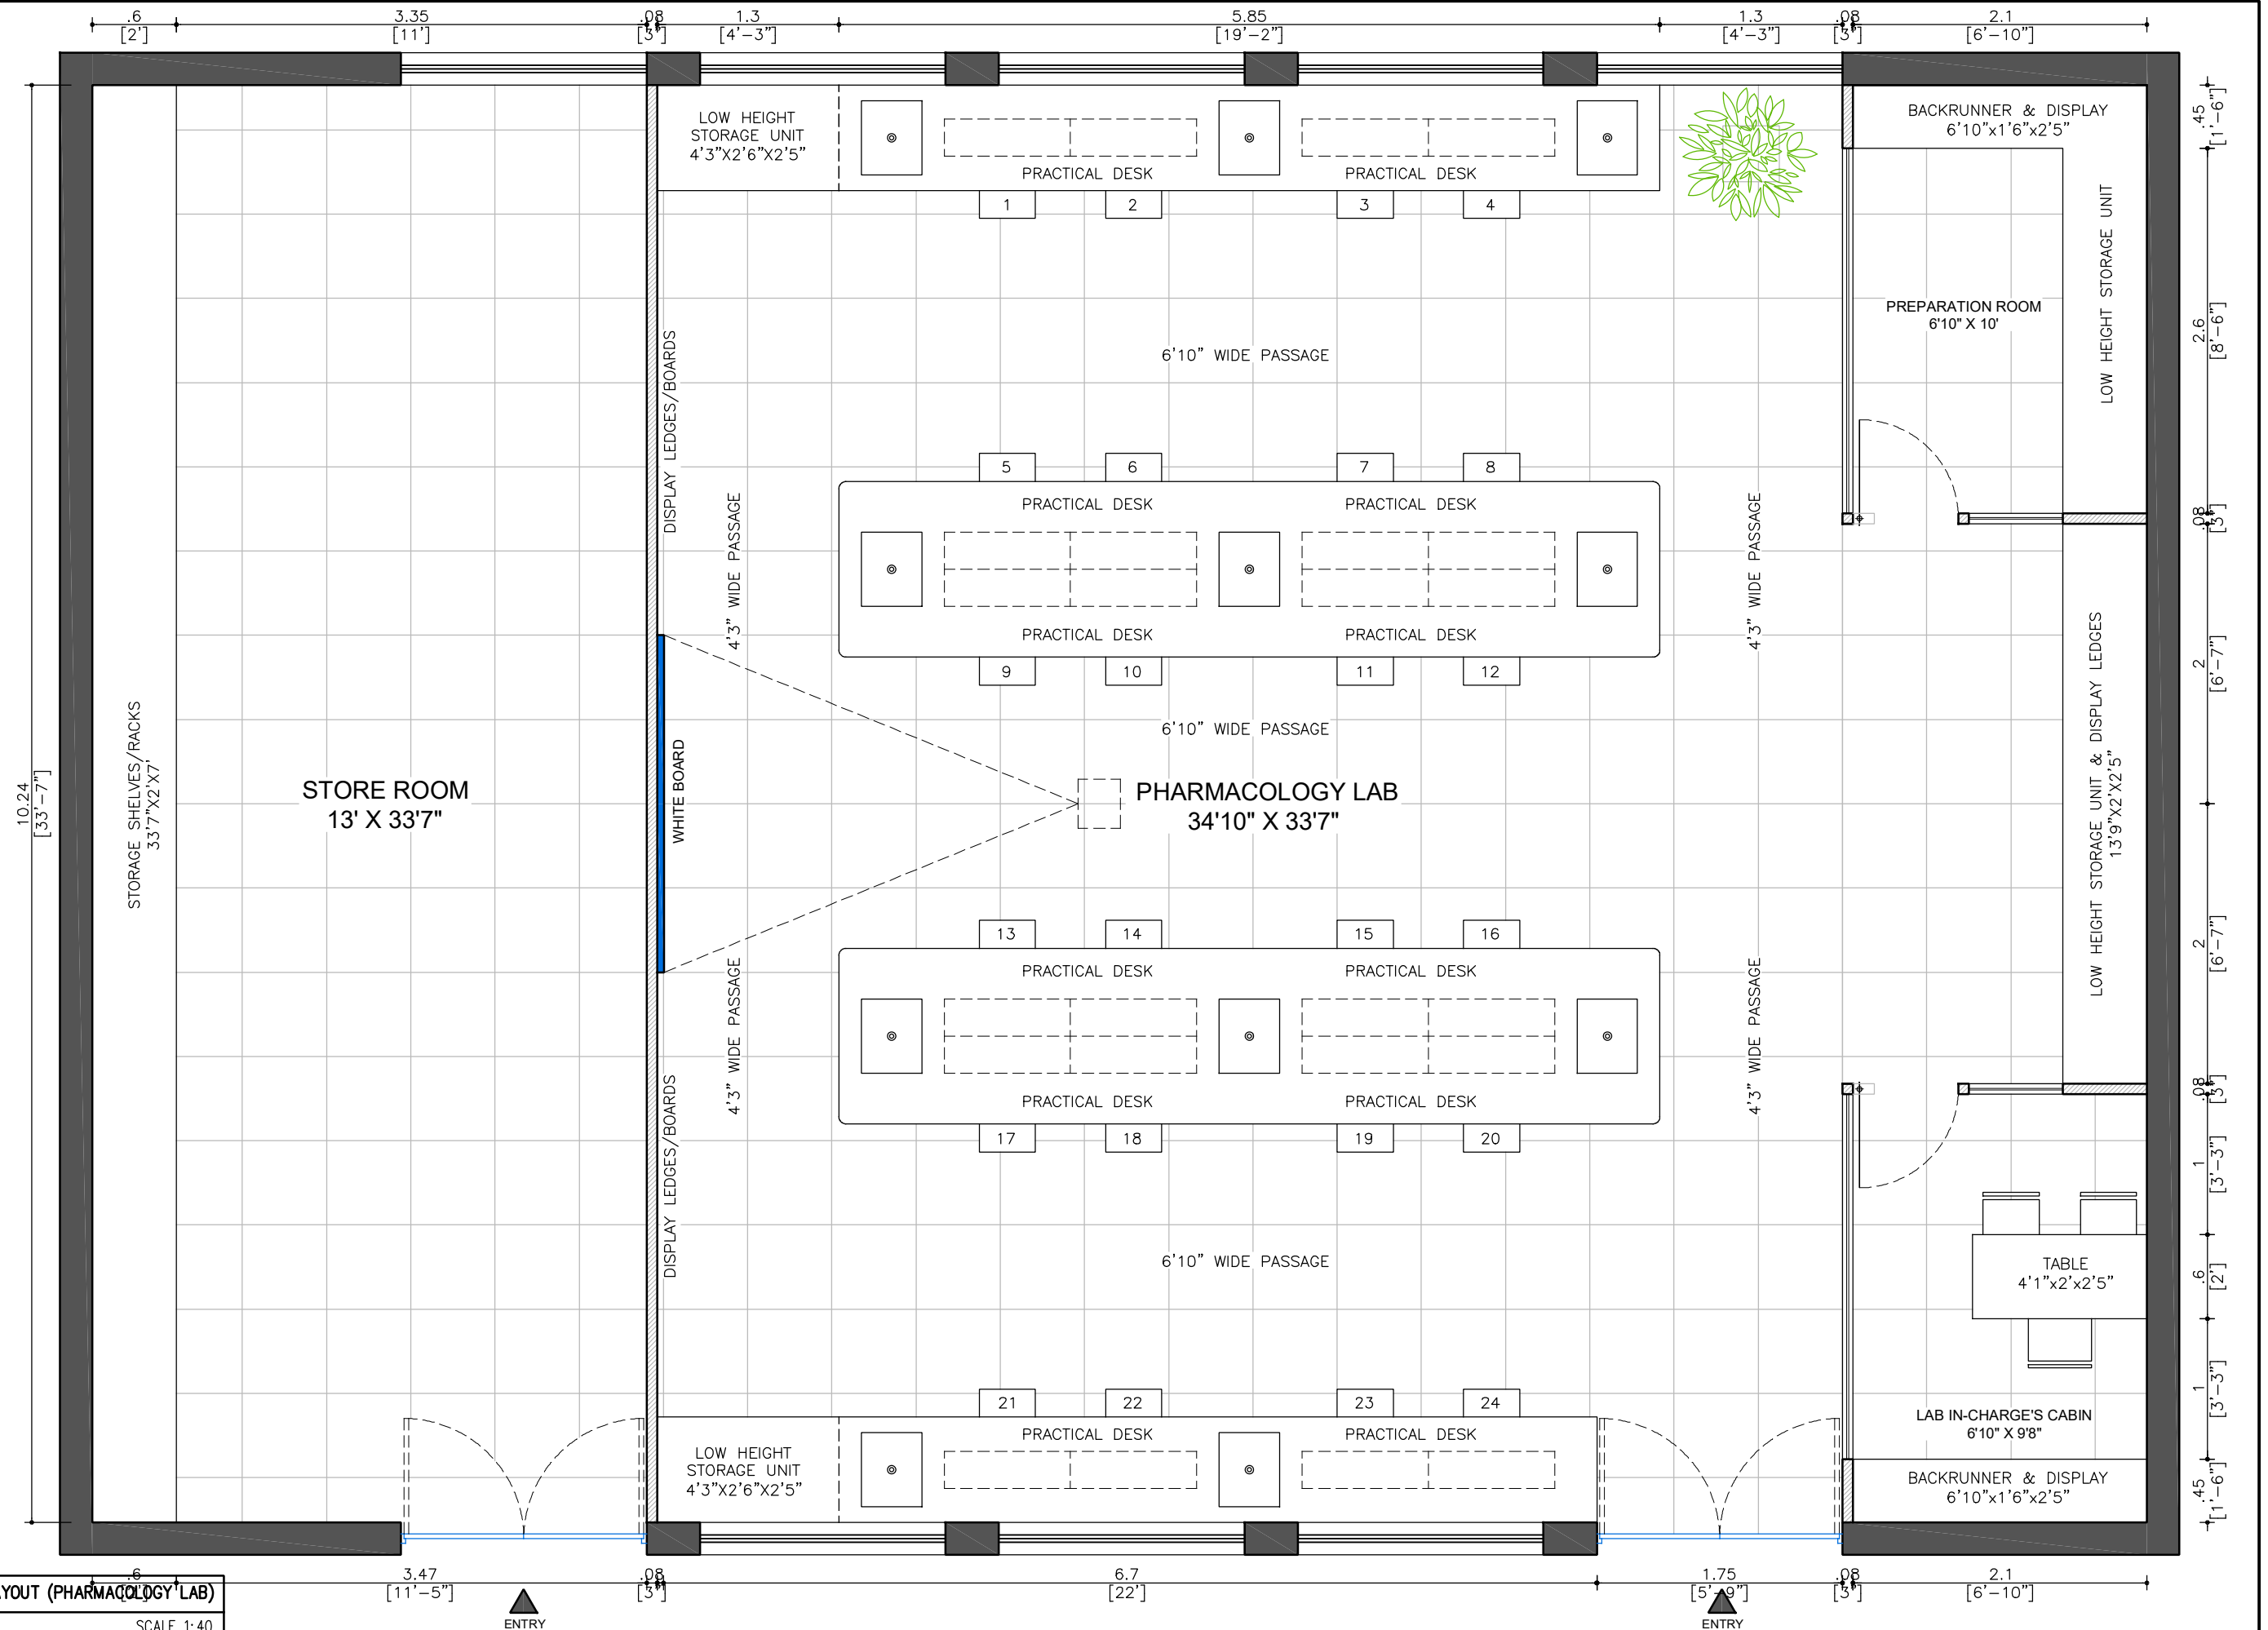 .6
[2']
3.35
[11']
.08
[3"]
1.3
[4'-3"]
5.85
[19'-2"]
1.3
[4'-3"]
.08
[3"]
2.1
[6'-10"]
LOW HEIGHT
STORAGE UNIT
4'3"X2'6"X2'5"
PRACTICAL DESK
PRACTICAL DESK
1
2
3
4
BACKRUNNER & DISPLAY
6'10"x1'6"x2'5"
.45
[1'-6"]
LOW HEIGHT STORAGE UNIT
PREPARATION ROOM
6'10" X 10'
2.6
[8'-6"]
DISPLAY LEDGES/BOARDS
6'10" WIDE PASSAGE
5
6
7
8
PRACTICAL DESK
PRACTICAL DESK
4'3" WIDE PASSAGE
4'3" WIDE PASSAGE
.08
[3"]
PRACTICAL DESK
PRACTICAL DESK
9
10
11
12
2
[6'-7"]
6'10" WIDE PASSAGE
10.24
[33'-7"]
STORAGE SHELVES/RACKS
33'7"X2'X7'
STORE ROOM
13' X 33'7"
WHITE BOARD
PHARMACOLOGY LAB
34'10" X 33'7"
LOW HEIGHT STORAGE UNIT & DISPLAY LEDGES
13'9"X2'X2'5"
13
14
15
16
2
[6'-7"]
PRACTICAL DESK
PRACTICAL DESK
4'3" WIDE PASSAGE
4'3" WIDE PASSAGE
.08
[3"]
PRACTICAL DESK
PRACTICAL DESK
17
18
19
20
1
[3'-3"]
DISPLAY LEDGES/BOARDS
6'10" WIDE PASSAGE
TABLE
4'1"x2'x2'5"
.6
[2']
21
22
23
24
1
[3'-3"]
LAB IN-CHARGE'S CABIN
6'10" X 9'8"
LOW HEIGHT
STORAGE UNIT
4'3"X2'6"X2'5"
PRACTICAL DESK
PRACTICAL DESK
BACKRUNNER & DISPLAY
6'10"x1'6"x2'5"
.45
[1'-6"]
.6
[2']
3.47
[11'-5"]
.08
[3"]
6.7
[22']
1.75
[5'-9"]
.08
[3"]
2.1
[6'-10"]
YOUT (PHARMACOLOGY LAB)
SCALE 1:40
ENTRY
ENTRY